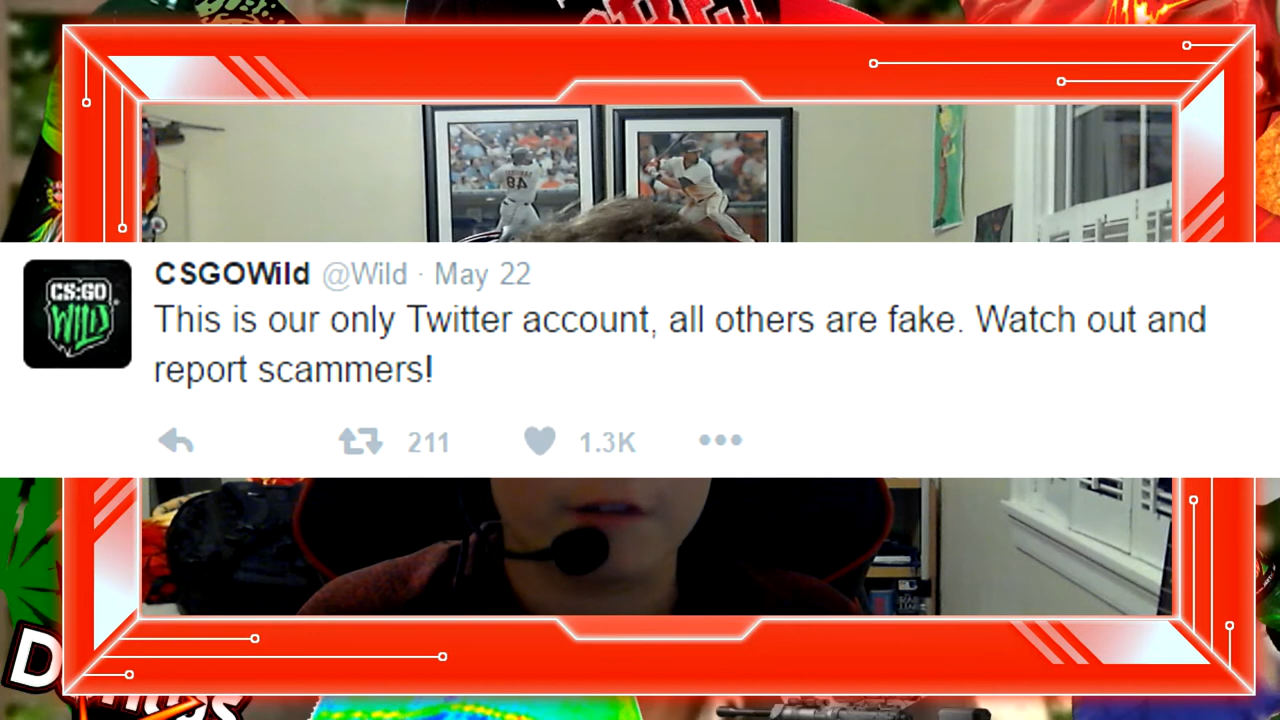 CSGOWild @Wild · May 22
This is our only Twitter account, all others are fake. Watch out and
report scammers!
211 1.3K
CS:GO
WILD